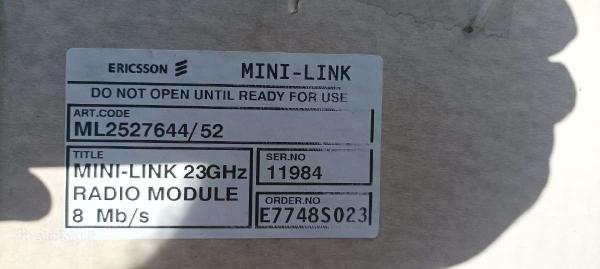 ERICSSON MINI-LINK
DO NOT OPEN UNTIL READY FOR USE
ART.CODE
ML2527644/52
TITLE
MINI-LINK 23GHz
RADIO MODULE
8 Mb/s
SER.NO
11984
ORDER.NO
E7748S023